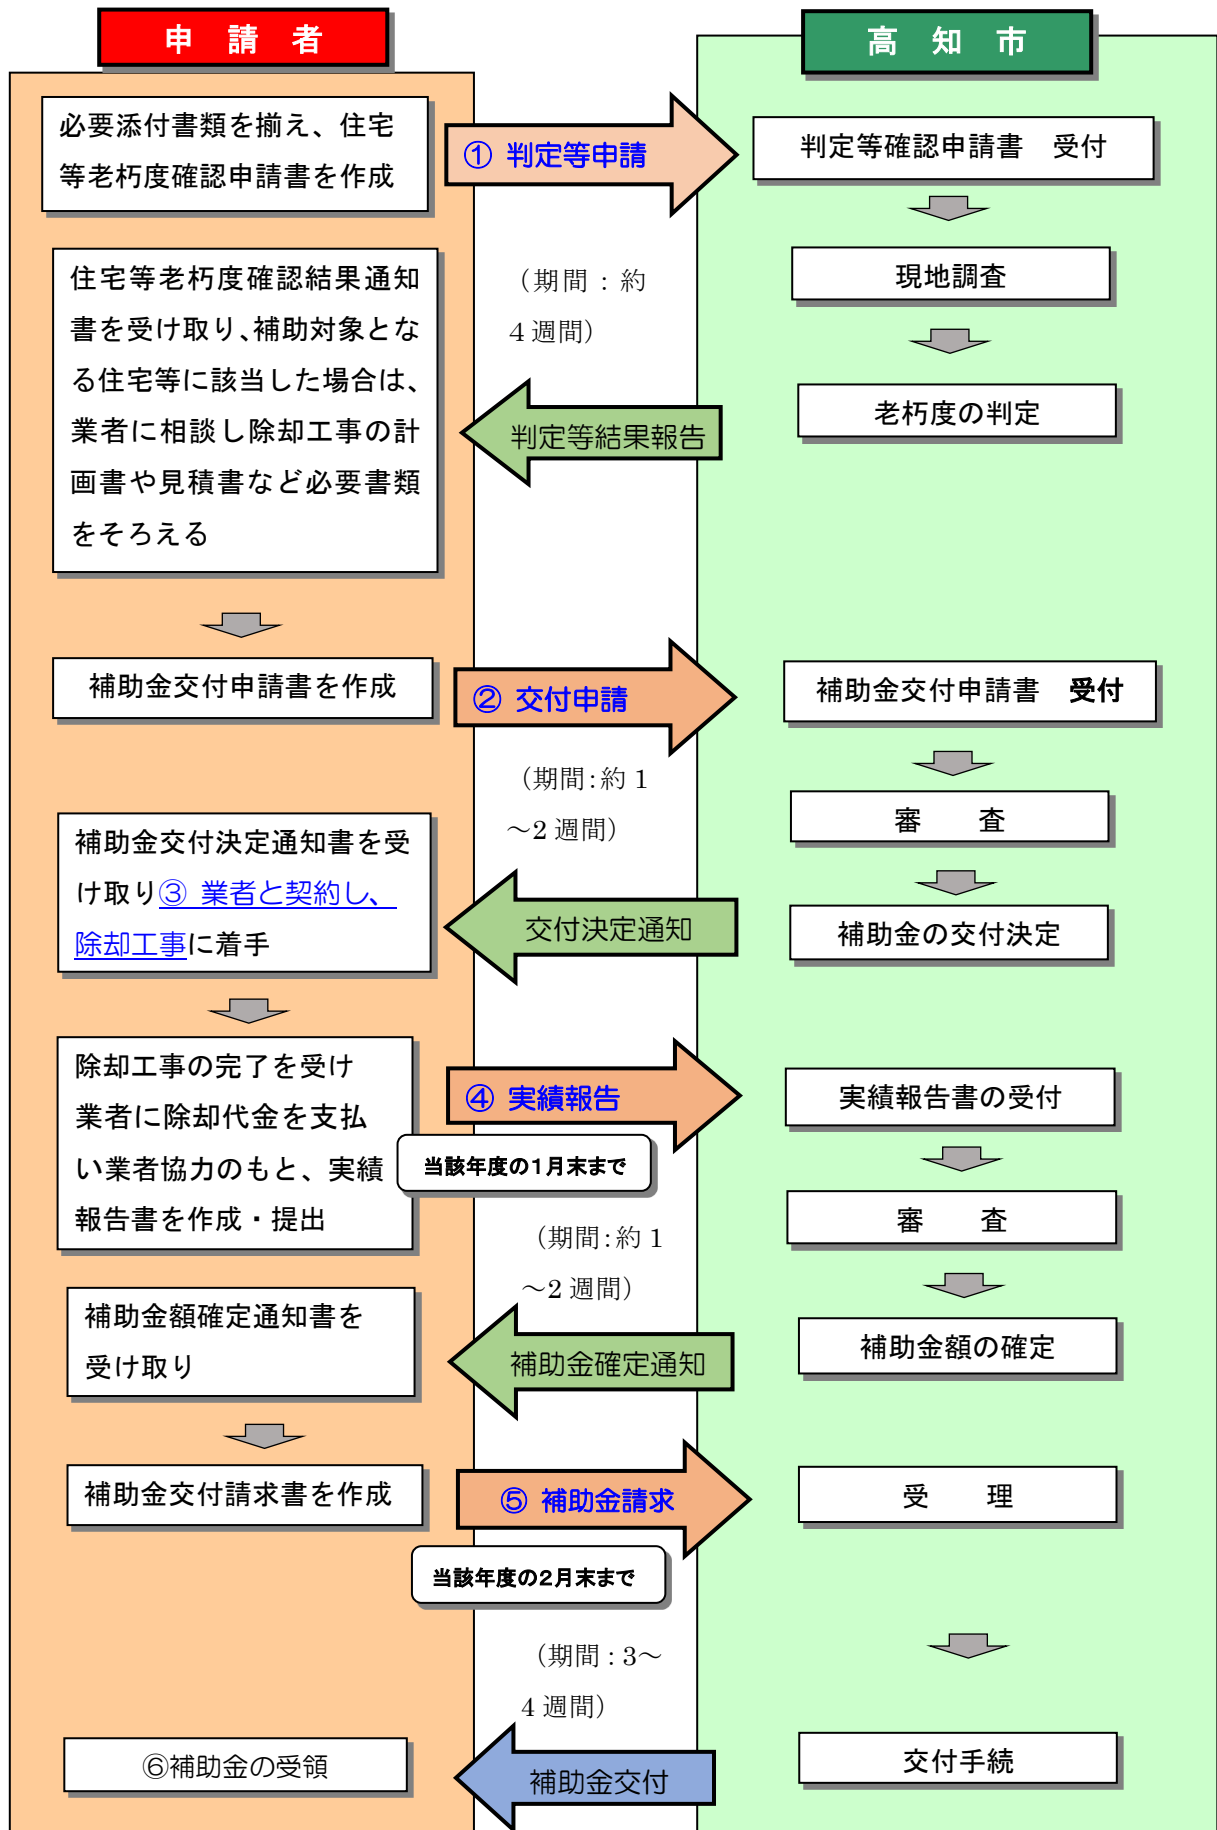 申 請 者
高 知 市
必要添付書類を揃え、住宅
等老朽度確認申請書を作成
① 判定等申請
判定等確認申請書 受付
住宅等老朽度確認結果通知
書を受け取り、補助対象とな
る住宅等に該当した場合は、
業者に相談し除却工事の計
画書や見積書など必要書類
をそろえる
（期間：約
4週間）
現地調査
老朽度の判定
判定等結果報告
補助金交付申請書を作成
② 交付申請
補助金交付申請書 受付
（期間：約1
～2週間）
審 査
補助金交付決定通知書を受
け取り③ 業者と契約し、
除却工事に着手
交付決定通知
補助金の交付決定
除却工事の完了を受け
業者に除却代金を支払
い業者協力のもと、実績
報告書を作成・提出
④ 実績報告
当該年度の1月末まで
実績報告書の受付
（期間：約1
～2週間）
審 査
補助金額確定通知書を
受け取り
補助金確定通知
補助金額の確定
補助金交付請求書を作成
⑤ 補助金請求
当該年度の2月末まで
受 理
（期間：3～
4週間）
⑥補助金の受領
補助金交付
交付手続